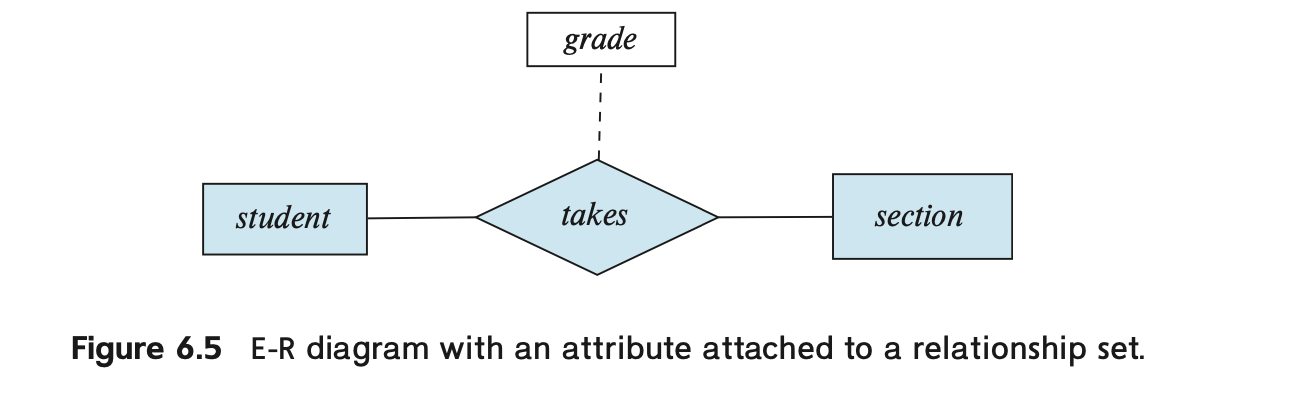 grade
student
takes
section
Figure 6.5 E-R diagram with an attribute attached to a relationship set.